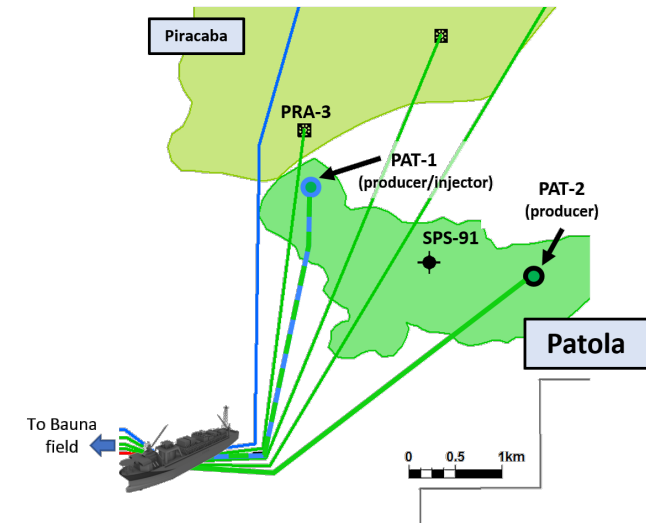 Piracaba
PRA-3
PAT-1
(producer/injector)
PAT-2
(producer)
SPS-91
Patola
To Bauna
field
0 0.5 1km